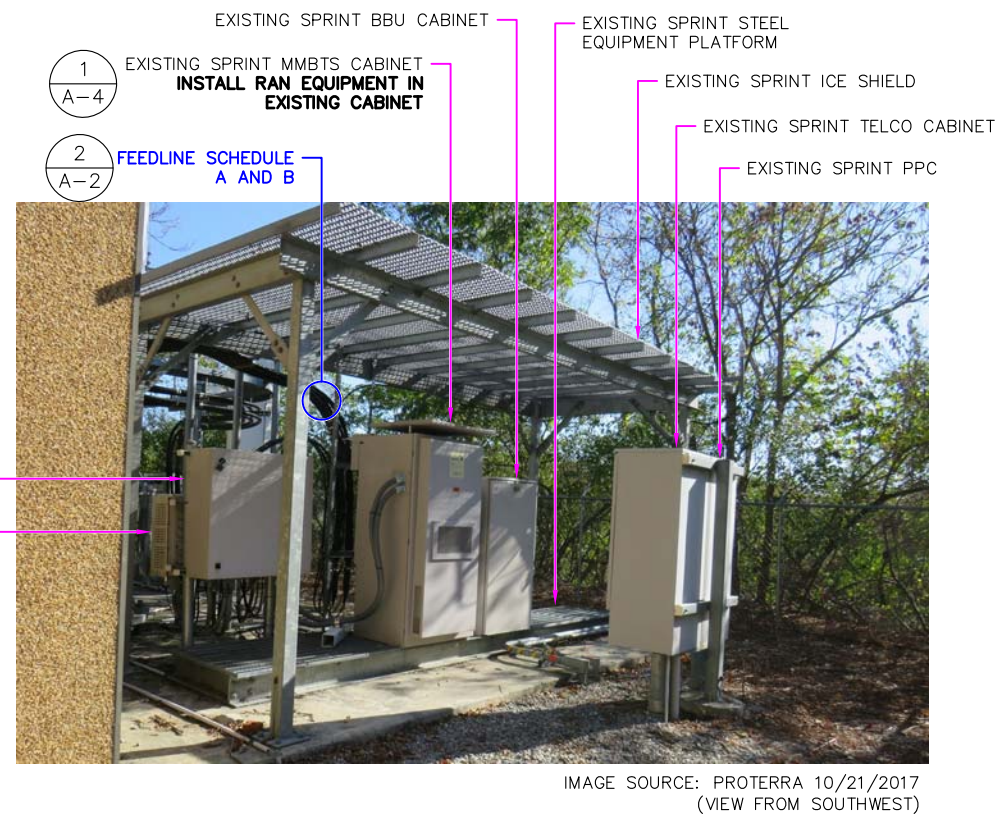 EXISTING SPRINT BBU CABINET
EXISTING SPRINT STEEL
EQUIPMENT PLATFORM
1
A-4
EXISTING SPRINT MMBTS CABINET
INSTALL RAN EQUIPMENT IN
EXISTING CABINET
EXISTING SPRINT ICE SHIELD
EXISTING SPRINT TELCO CABINET
2
A-2
FEEDLINE SCHEDULE
A AND B
EXISTING SPRINT PPC
IMAGE SOURCE: PROTERRA 10/21/2017
(VIEW FROM SOUTHWEST)